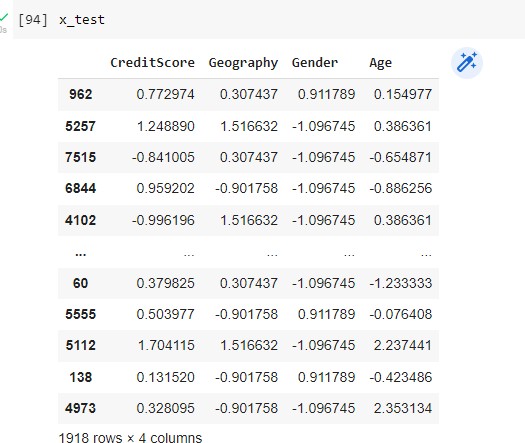 [94] x_test
CreditScore Geography Gender Age
962 0.772974 0.307437 0.911789 0.154977
5257 1.248890 1.516632 -1.096745 0.386361
7515 -0.841005 0.307437 -1.096745 -0.654871
6844 0.959202 -0.901758 -1.096745 -0.886256
4102 -0.996196 1.516632 -1.096745 0.386361
... ... ... ... ...
60 0.379825 0.307437 -1.096745 -1.233333
5555 0.503977 -0.901758 0.911789 -0.076408
5112 1.704115 1.516632 -1.096745 2.237441
138 0.131520 -0.901758 0.911789 -0.423486
4973 0.328095 -0.901758 -1.096745 2.353134
1918 rows × 4 columns